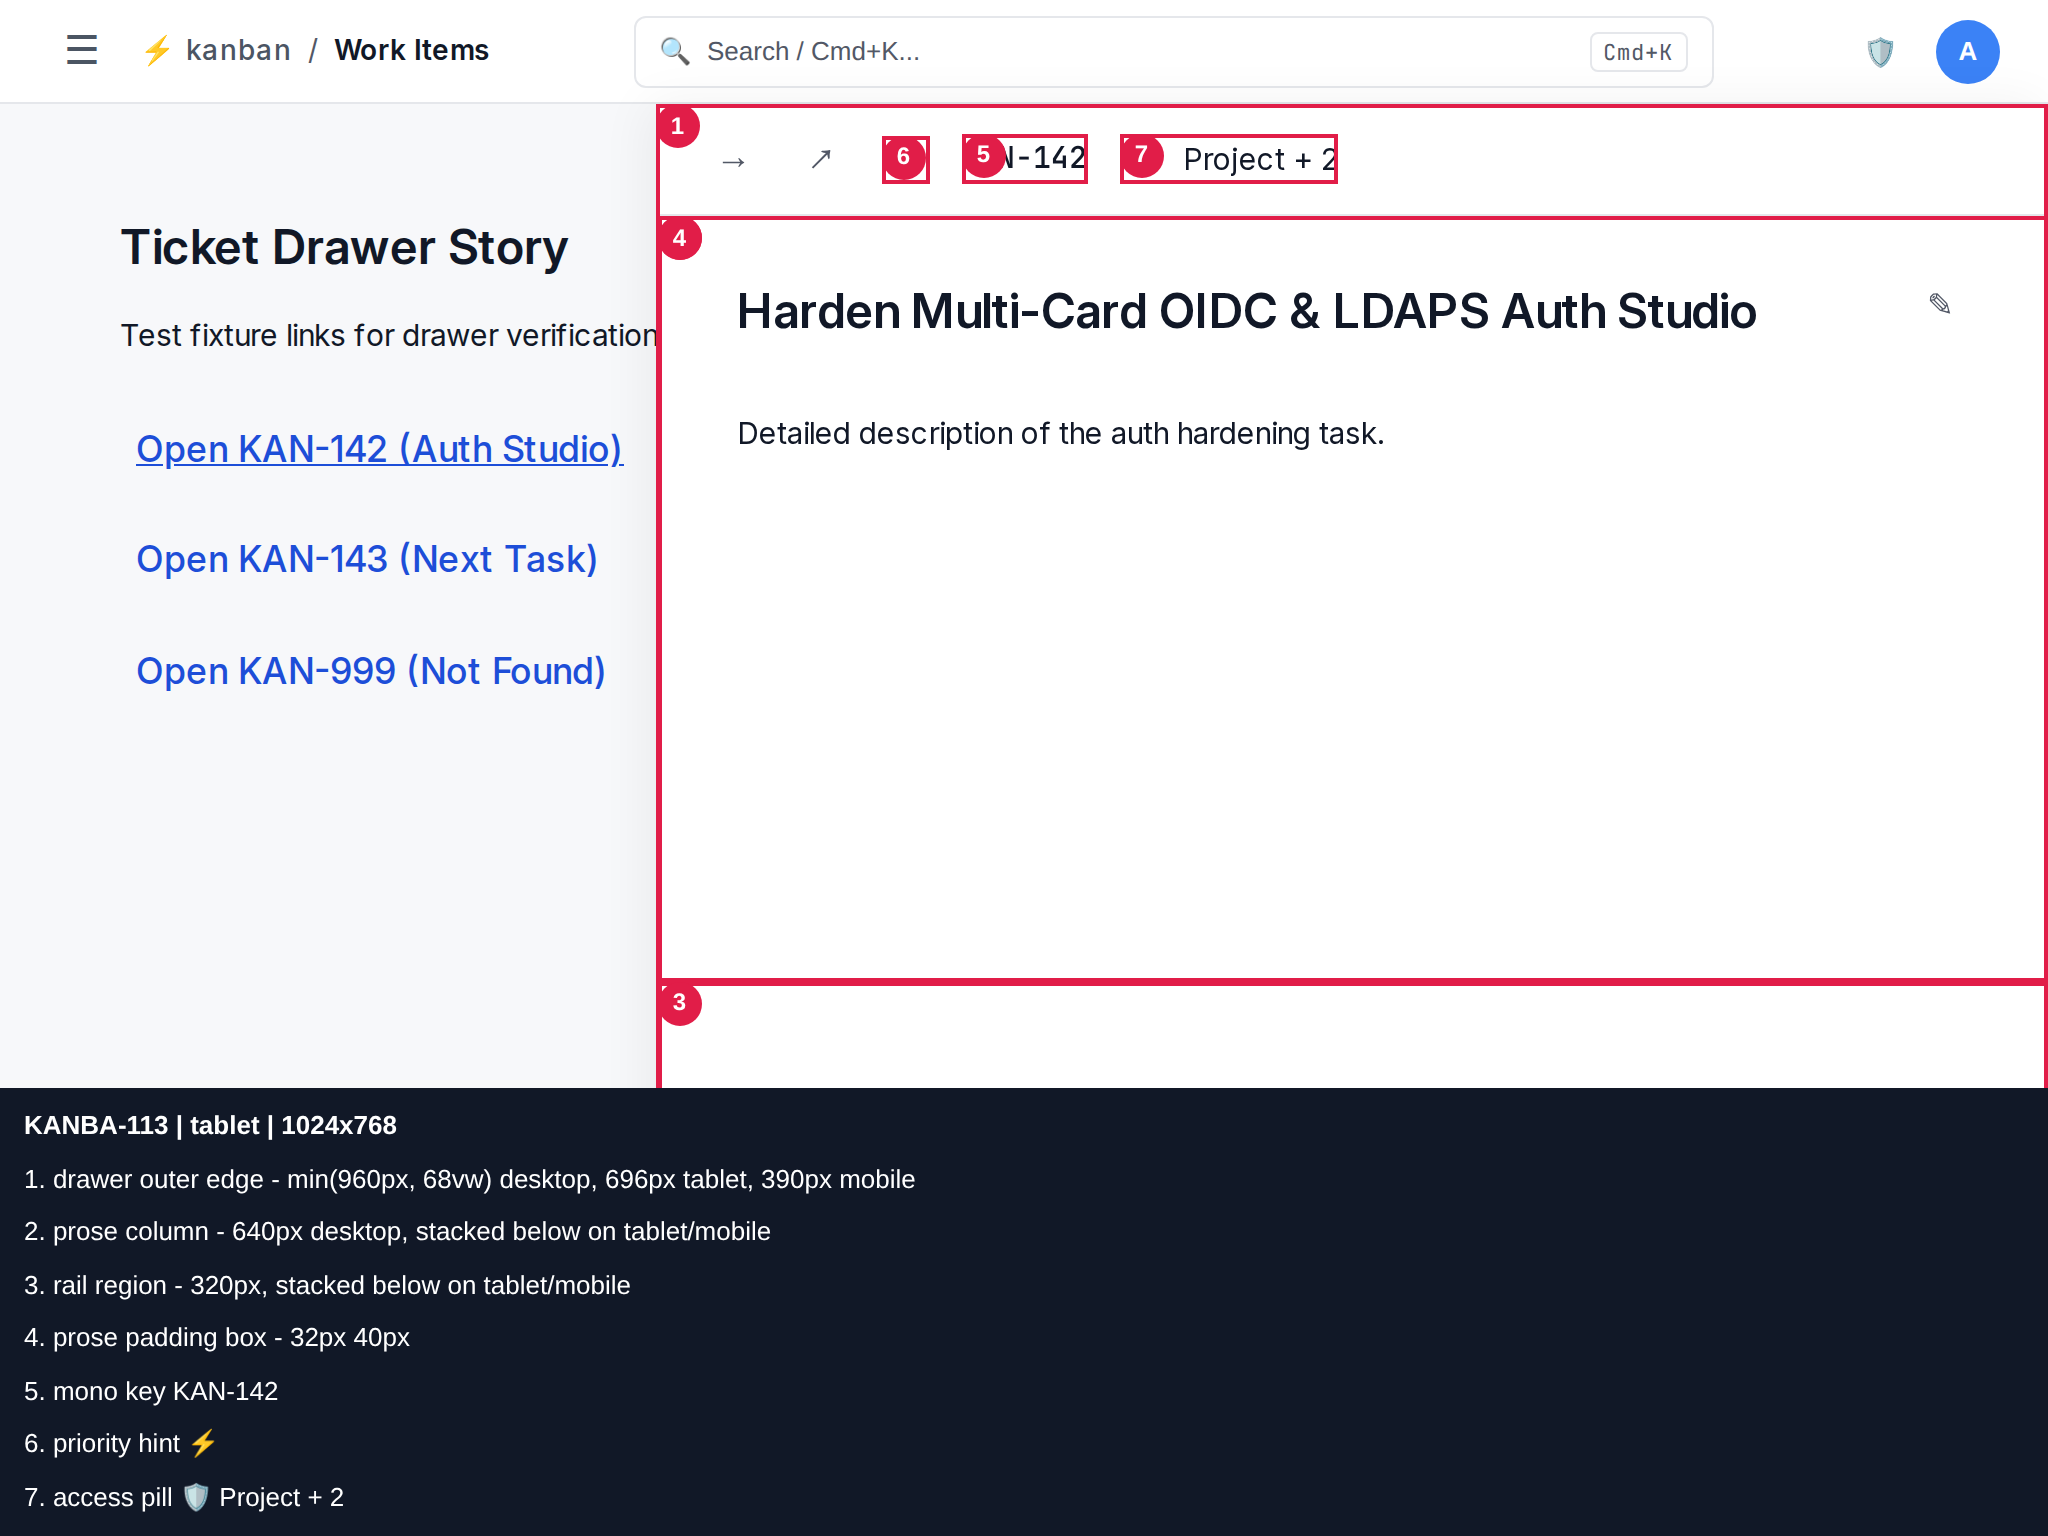 ☰ ⚡ kanban / Work Items
🔍 Search / Cmd+K... Cmd+K
🛡️ A
1
→ ↗ 6 5 N-142 7 Project + 2
4
Ticket Drawer Story
Test fixture links for drawer verification
Open KAN-142 (Auth Studio)
Open KAN-143 (Next Task)
Open KAN-999 (Not Found)
Harden Multi-Card OIDC & LDAPS Auth Studio ✎
Detailed description of the auth hardening task.
3
KANBA-113 | tablet | 1024x768
1. drawer outer edge - min(960px, 68vw) desktop, 696px tablet, 390px mobile
2. prose column - 640px desktop, stacked below on tablet/mobile
3. rail region - 320px, stacked below on tablet/mobile
4. prose padding box - 32px 40px
5. mono key KAN-142
6. priority hint ⚡
7. access pill 🛡️ Project + 2